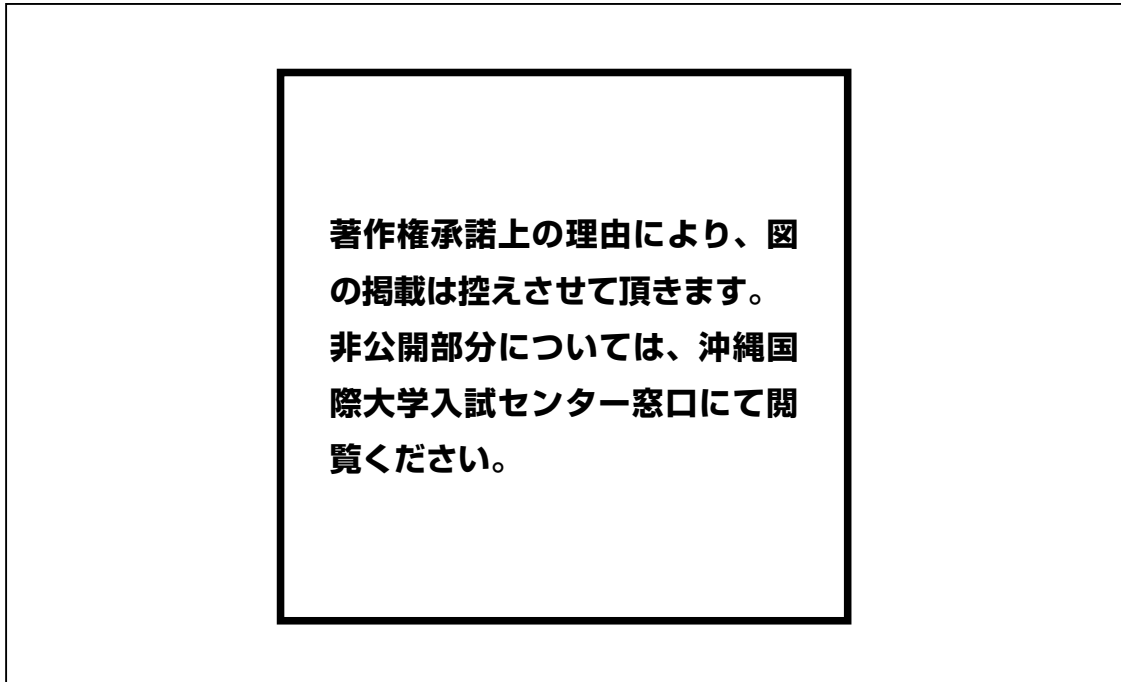 著作権承諾上の理由により、図
の掲載は控えさせて頂きます。
非公開部分については、沖縄国
際大学入試センター窓口にて閲
覧ください。